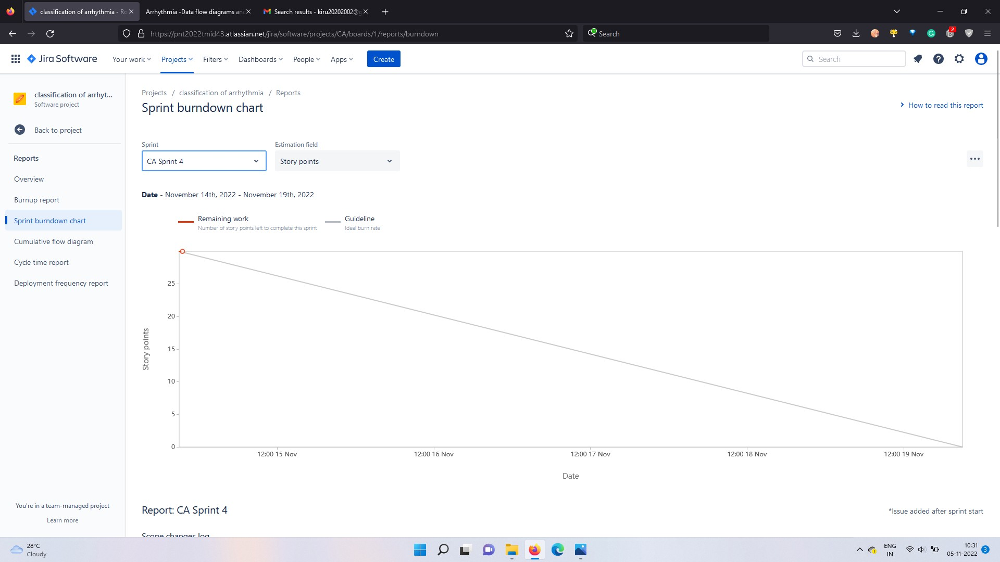 classification of arrhythmia - Ro
Arrhythmia -Data flow diagrams an
Search results - kiru20202002@g
https://pnt2022tmid43.atlassian.net/jira/software/projects/CA/boards/1/reports/burndown
Search
2
Jira Software
Your work
Projects
Filters
Dashboards
People
Apps
Create
Search
classification of arrhyt...
Software project
Back to project
Reports
Overview
Burnup report
Sprint burndown chart
Cumulative flow diagram
Cycle time report
Deployment frequency report
You're in a team-managed project
Learn more
Projects / classification of arrhythmia / Reports
Sprint burndown chart
How to read this report
Sprint
Estimation field
CA Sprint 4
Story points
Date - November 14th, 2022 - November 19th, 2022
Remaining work
Number of story points left to complete this sprint
Guideline
Ideal burn rate
25
20
15
10
5
0
Story points
12:00 15 Nov
12:00 16 Nov
12:00 17 Nov
12:00 18 Nov
12:00 19 Nov
Date
Report: CA Sprint 4
*Issue added after sprint start
Scope changes log
28°C
Cloudy
ENG
IN
10:31
05-11-2022
3